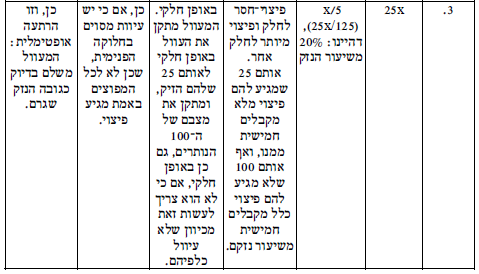 3.
25X
X/5
(25X/125),
דהיינו: 20%
משיעור הנזק
פיצוי-חסר
לחלק ופיצוי
מיותר לחלק
אחר.
אותם 25
שמגיע להם
פיצוי מלא
מקבלים
חמישית
ממנו, ואף
אותם 100
שלא מגיע
להם פיצוי
כלל מקבלים
חמישית
משיעור נזקם.
באופן חלקי.
המעוול מתקן
את העוול
באופן חלקי
לאותם 25
שלהם הזיק,
ומתקן את
מצבם של
ה-100
הנותרים, גם
כן באופן
חלקי, אם כי
לא הוא צריך
לעשות זאת
מכיוון שלא
עיוול
כלפיהם.
כן, אם כי יש
עיוות מסוים
בחלוקה
הפנימית,
שכן לא לכל
המפוצים
באמת מגיע
פיצוי.
כן, וזו
הרתעה
אופטימלית:
המעוול
משלם בדיוק
כגובה הנזק
שגרם.